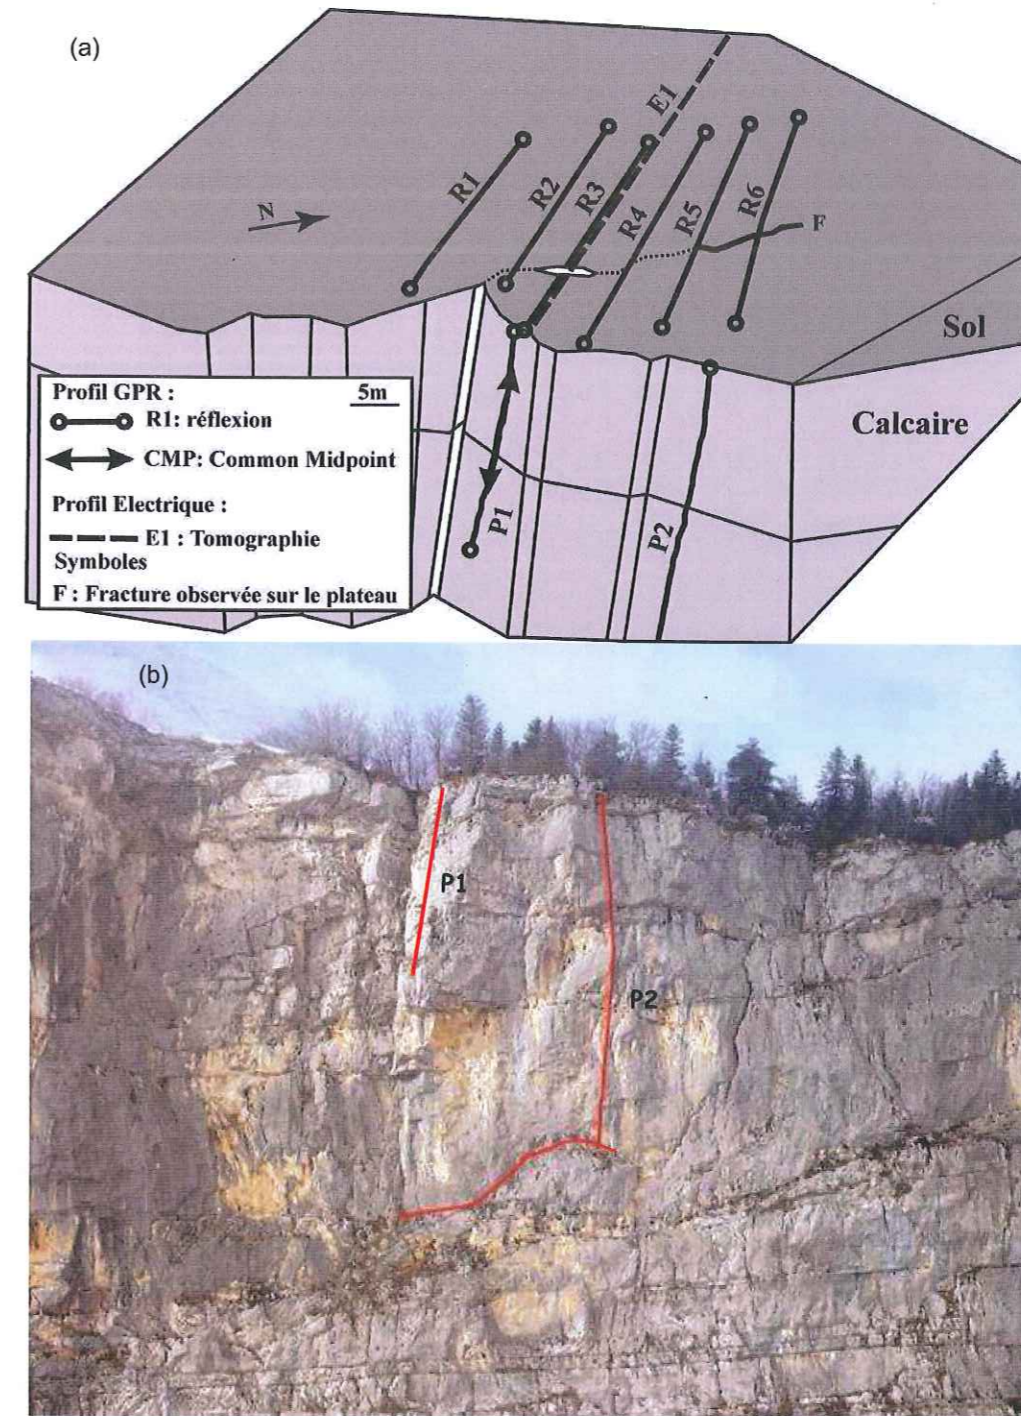 (a)
R1
R2
R3
E1
R4
R5
R6
N
F
Sol
Calcaire
P1
P2
Profil GPR :
5m
R1: réflexion
CMP: Common Midpoint
Profil Electrique :
E1 : Tomographie
Symboles
F : Fracture observée sur le plateau
(b)
P1
P2